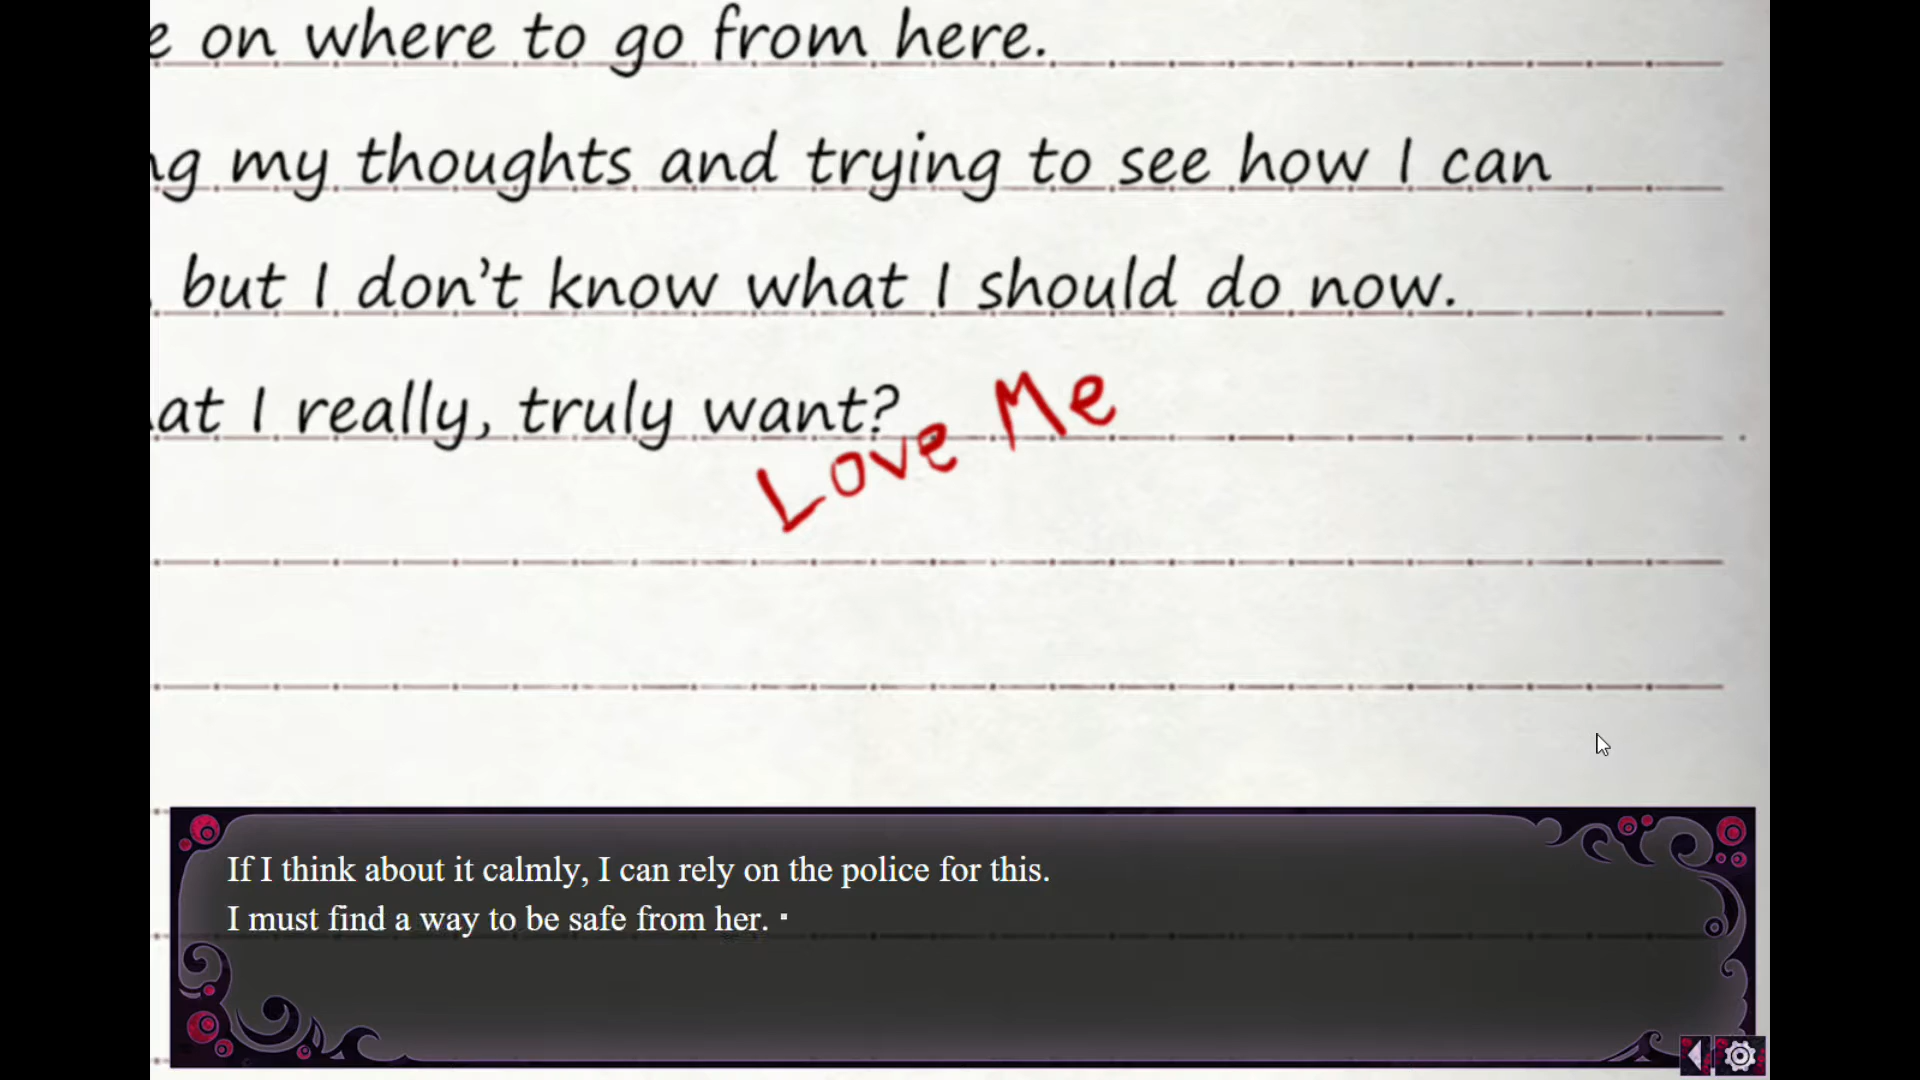 on where to go from here.
my thoughts and trying to see how I can
but I don't know what I should do now.
I really, truly want?
Love Me
If I think about it calmly, I can rely on the police for this.
I must find a way to be safe from her.